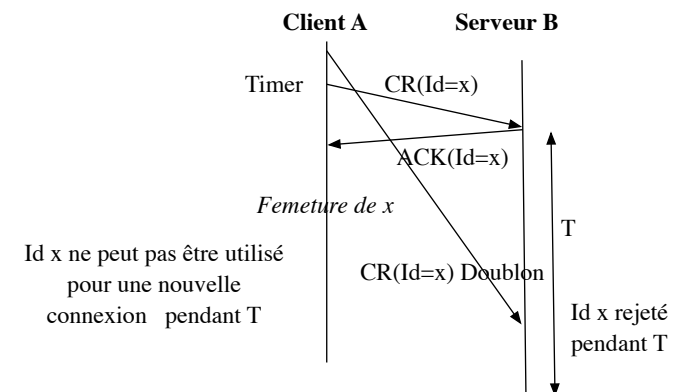 Client A
Serveur B
Timer
CR(Id=x)
ACK(Id=x)
Femeture de x
T
Id x ne peut pas être utilisé
pour une nouvelle
connexion pendant T
CR(Id=x) Doublon
Id x rejeté
pendant T